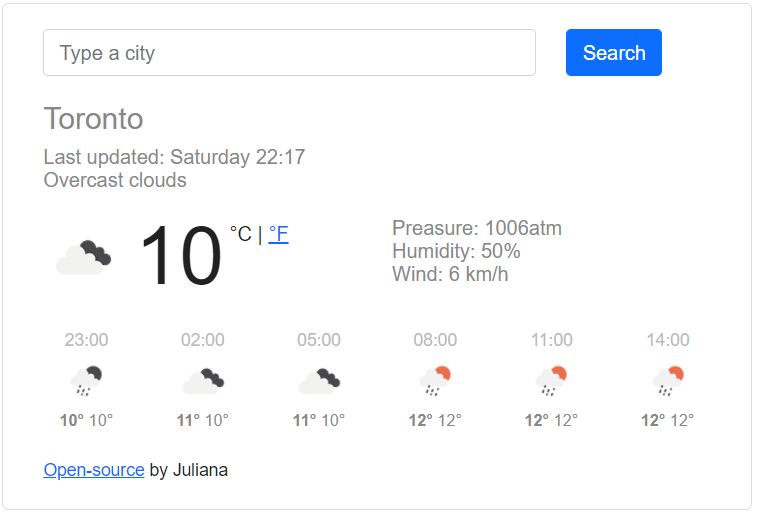 Type a city
Search
Toronto
Last updated: Saturday 22:17
Overcast clouds
10 °C | °F
Preasure: 1006atm
Humidity: 50%
Wind: 6 km/h
23:00 02:00 05:00 08:00 11:00 14:00
10° 10° 11° 10° 11° 10° 12° 12° 12° 12° 12° 12°
Open-source by Juliana